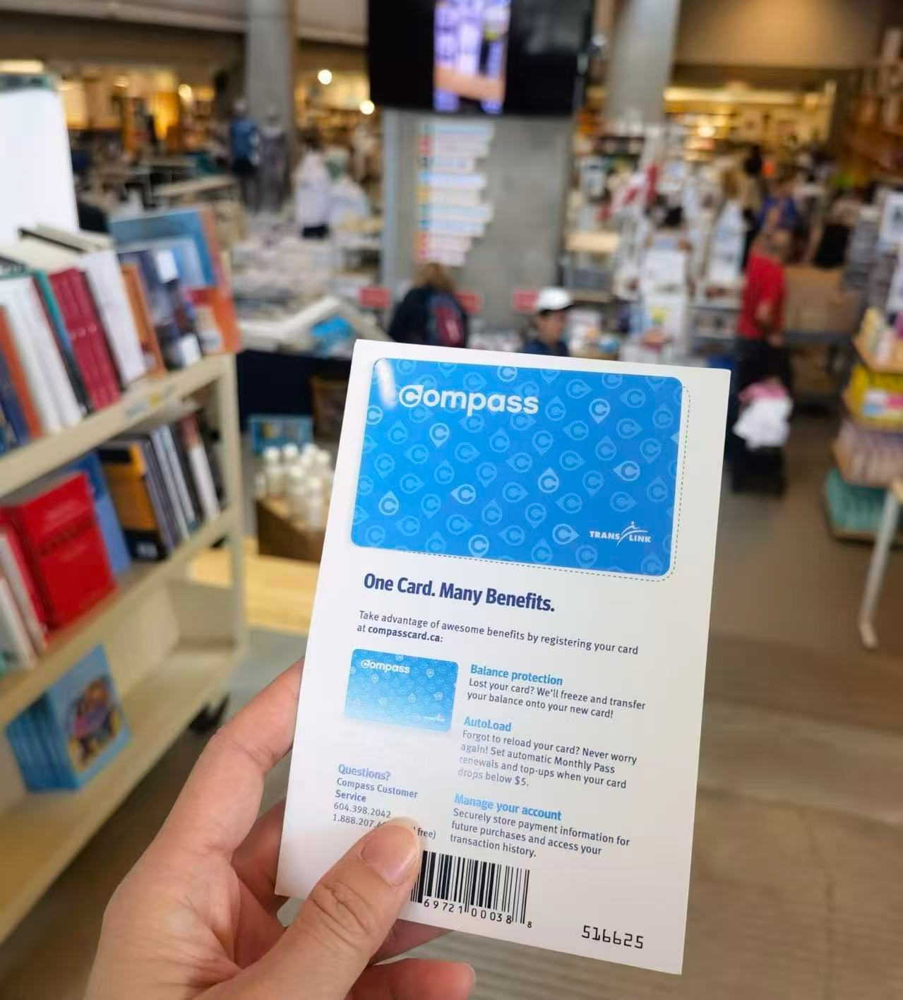 Compass
TRANS LINK
One Card. Many Benefits.
Take advantage of awesome benefits by registering your card
at compasscard.ca:
Compass
Balance protection
Lost your card? We'll freeze and transfer
your balance onto your new card!
AutoLoad
Forgot to reload your card? Never worry
again! Set automatic Monthly Pass
renewals and top-ups when your card
drops below $5.
Questions?
Compass Customer
Service
604.398.2042
1.888.207.
free)
Manage your account
Securely store payment information for
future purchases and access your
transaction history.
69721 00038 8
516625